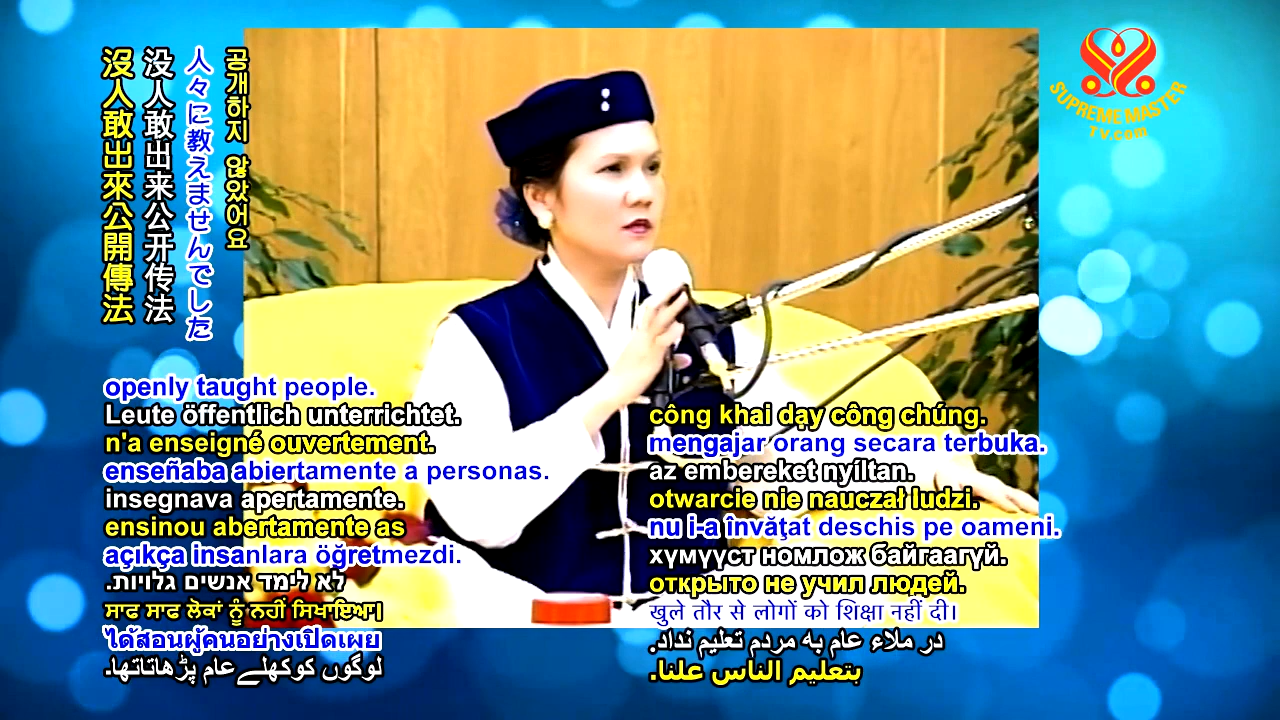 沒人敢出來公開傳法
没人敢出来公开传法
人々に教えませんでした
공개하지 않았어요
SUPREME MASTER
TV.com
openly taught people.
Leute öffentlich unterrichtet.
n'a enseigné ouvertement.
enseñaba abiertamente a personas.
insegnava apertamente.
ensinou abertamente as
açıkça insanlara öğretmezdi.
לא לימד אנשים גלויות.
ਸਾਫ ਸਾਫ ਲੋਕਾਂ ਨੂੰ ਨਹੀਂ ਸਿਖਾਇਆ।
ได้สอนผู้คนอย่างเปิดเผย
لوگوں کوکھلےعام پڑھاتاتھا۔
công khai dạy công chúng.
mengajar orang secara terbuka.
az embereket nyíltan.
otwarcie nie nauczał ludzi.
nu i-a învăţat deschis pe oameni.
хүмүүст номлож байгаагүй.
открыто не учил людей.
खुले तौर से लोगों को शिक्षा नहीं दी।
در ملاء عام به مردم تعلیم نداد.
بتعليم الناس علنا.